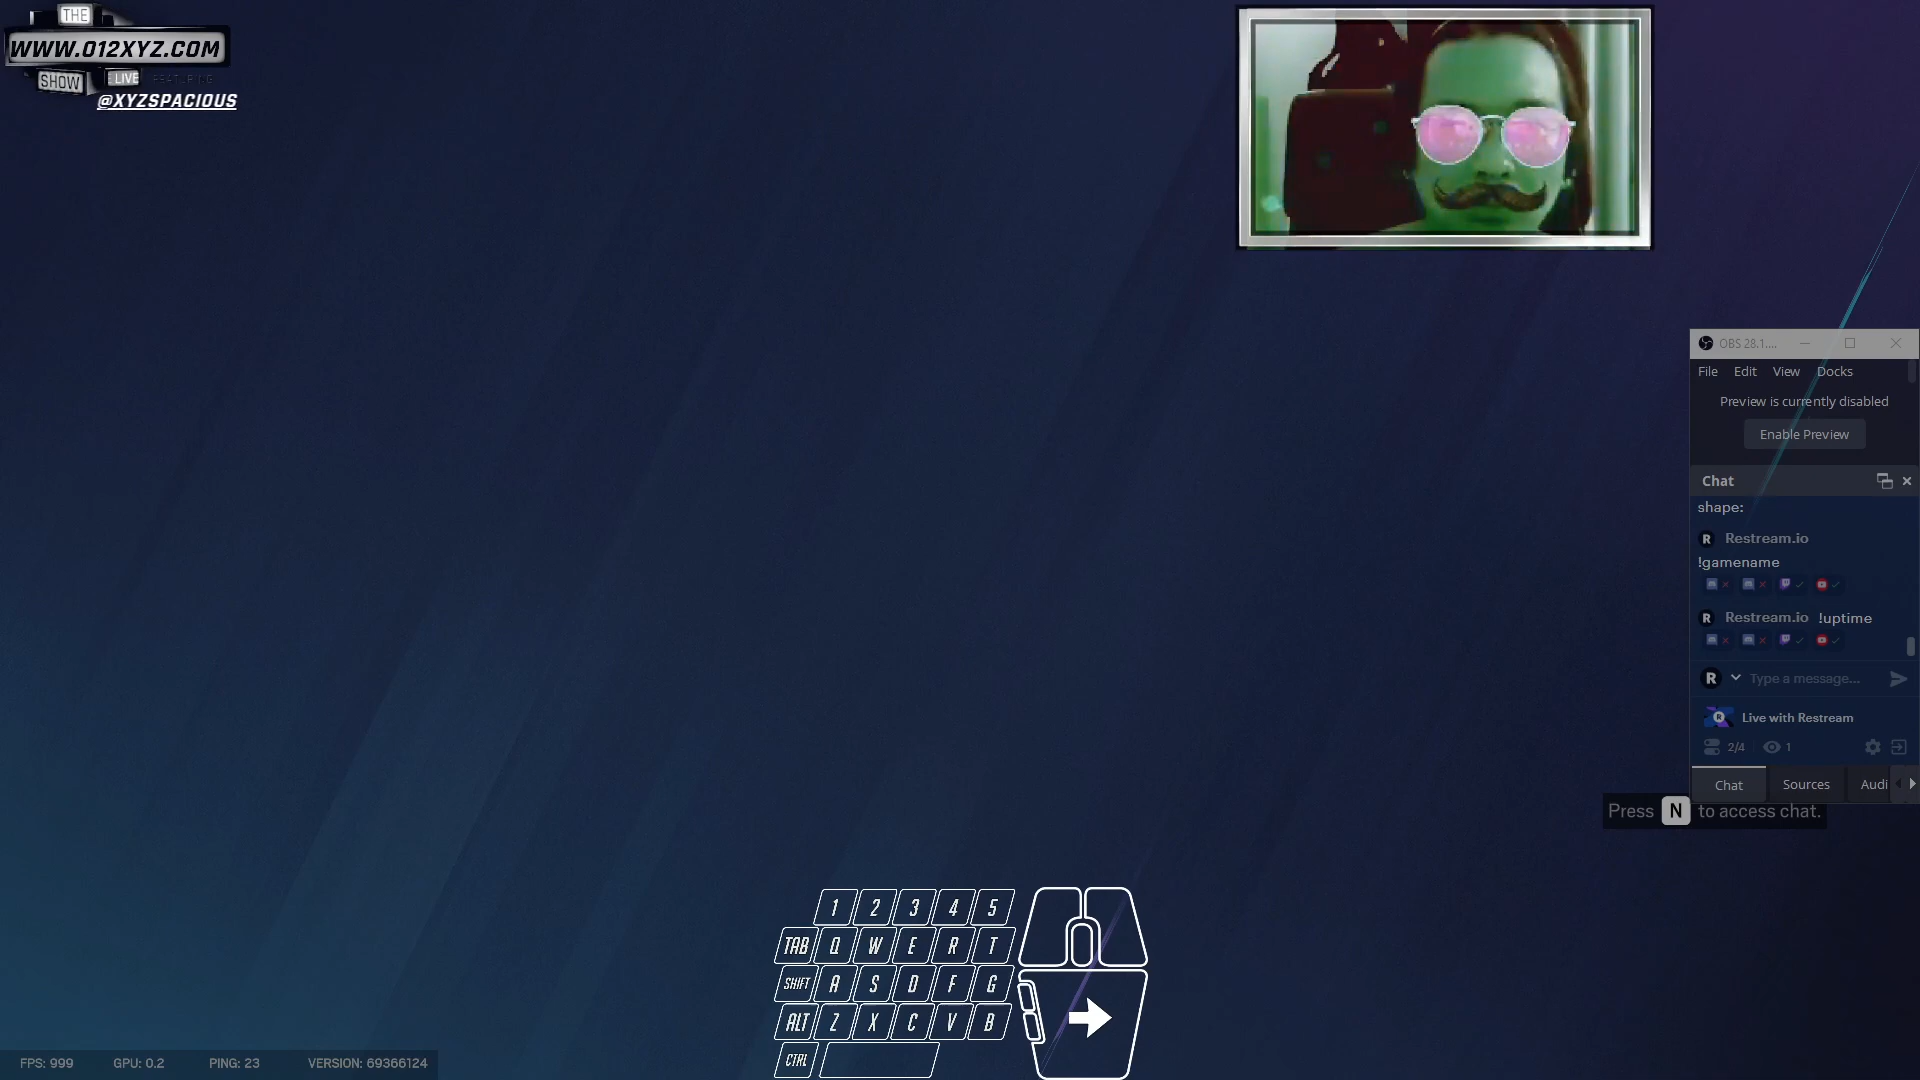 THE
WWW.012XYZ.COM
SHOW
E LIVE
FEATURING
@XYZSPACIOUS
OBS 28.1....
File Edit View Docks
Preview is currently disabled
Enable Preview
Chat
shape:
R Restream.io
!gamename
R Restream.io !uptime
R Type a message...
R Live with Restream
2/4 1
Chat Sources Audi
Press N to access chat.
1 2 3 4 5
TAB Q W E R T
SHIFT A S D F G
ALT Z X C V B
CTRL
FPS: 999 GPU: 0.2 PING: 23 VERSION: 69366124